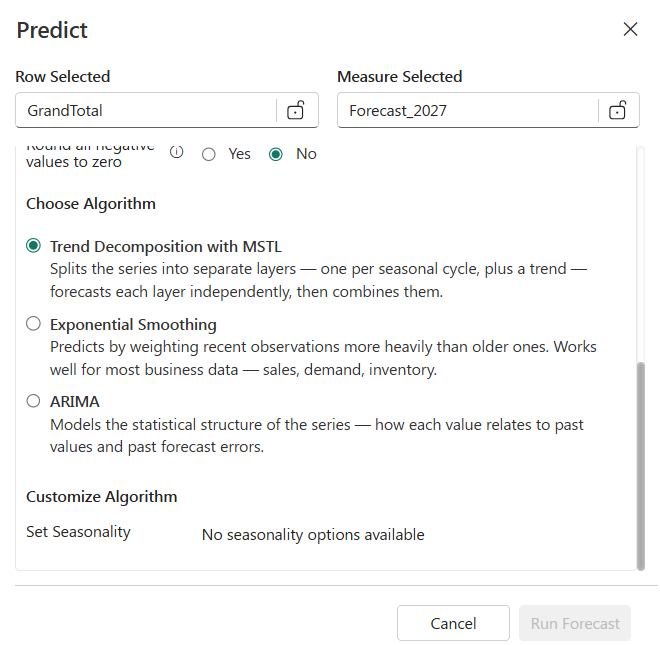 Predict
Row Selected
Measure Selected
GrandTotal
Forecast_2027
Round all negative
values to zero
Yes
No
Choose Algorithm
Trend Decomposition with MSTL
Splits the series into separate layers — one per seasonal cycle, plus a trend —
forecasts each layer independently, then combines them.
Exponential Smoothing
Predicts by weighting recent observations more heavily than older ones. Works
well for most business data — sales, demand, inventory.
ARIMA
Models the statistical structure of the series — how each value relates to past
values and past forecast errors.
Customize Algorithm
Set Seasonality
No seasonality options available
Cancel
Run Forecast